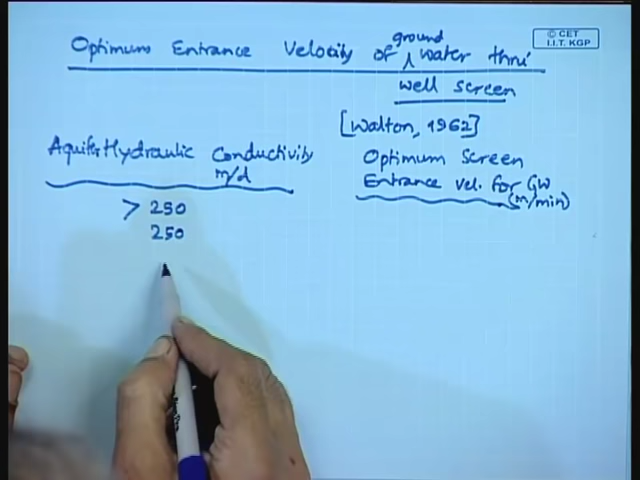 Optimum Entrance Velocity of ground water thru'
well screen
[Walton, 1962]
Aquifer Hydraulic Conductivity
m/d
Optimum Screen
Entrance vel. for GW
(m/min)
> 250
250
© CET
I.I.T. KGP